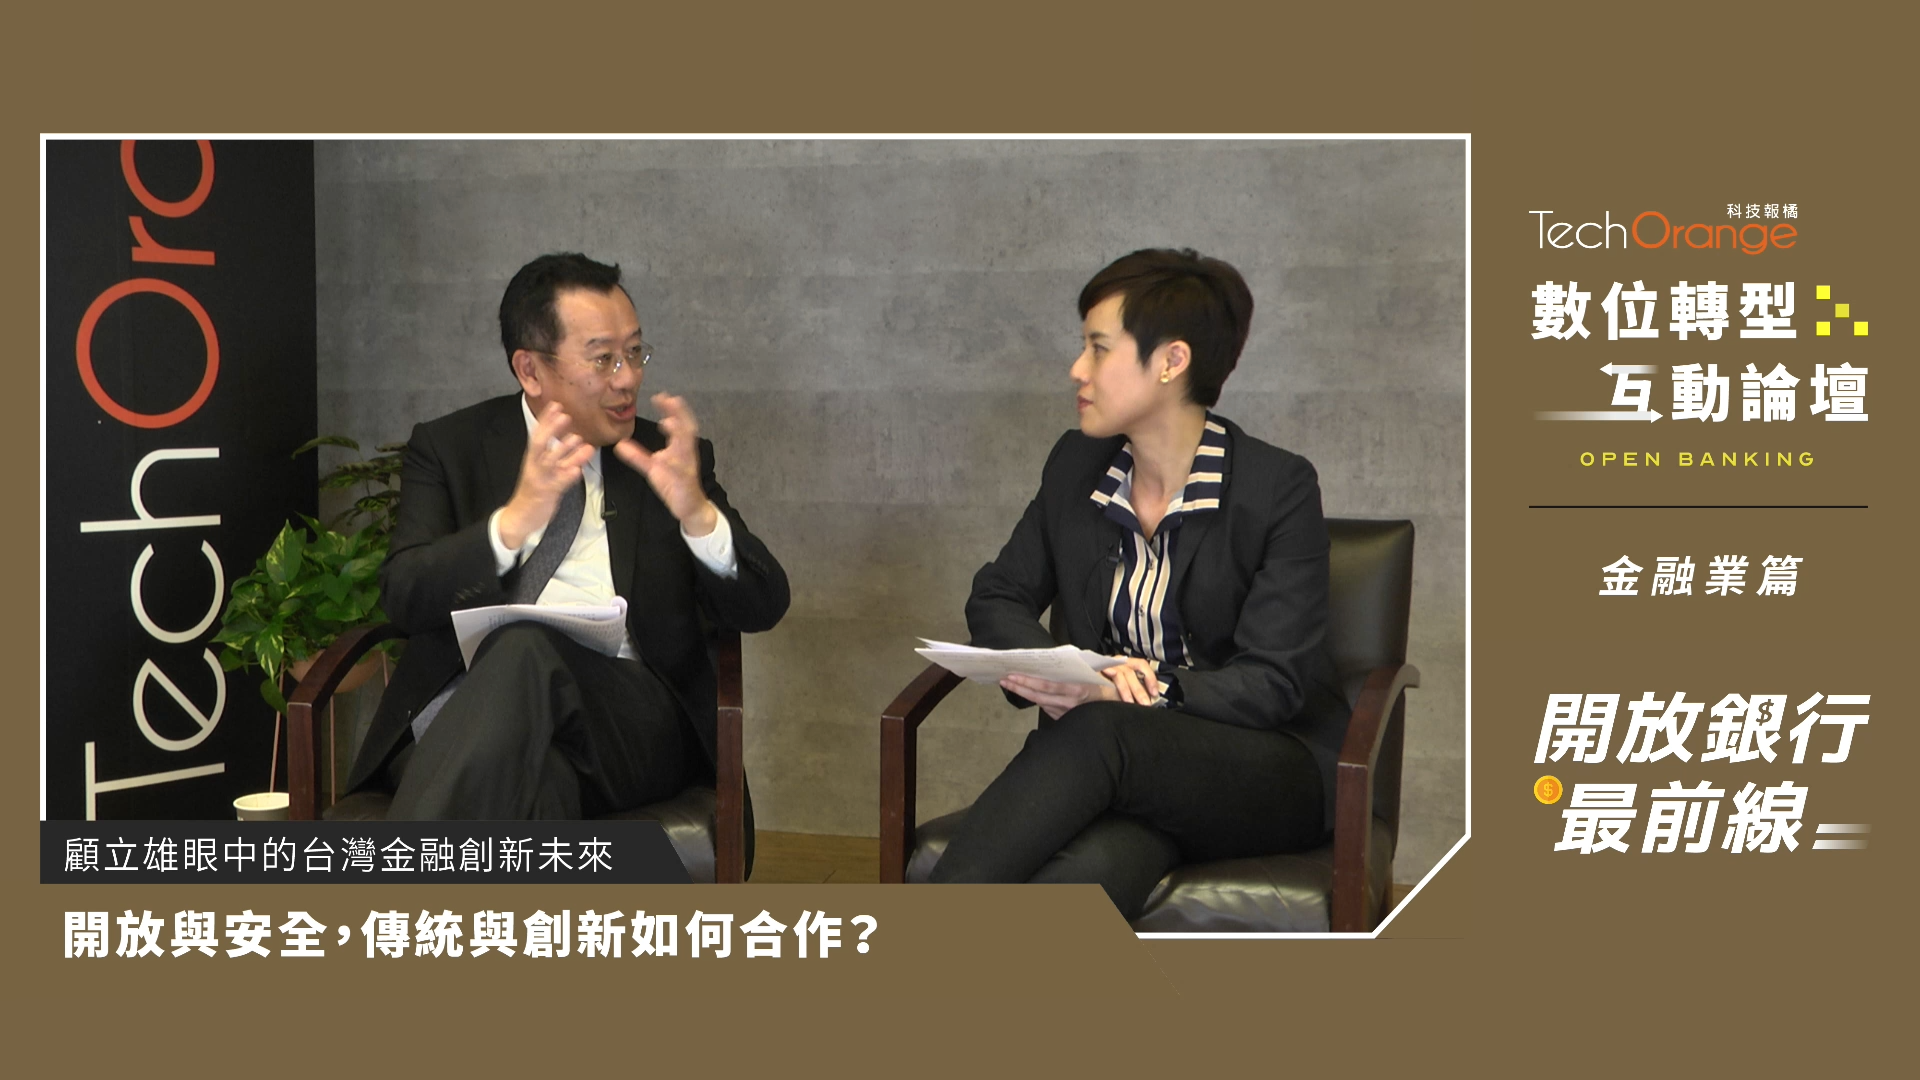 TechOra
科技報橘
TechOrange
數位轉型
互動論壇
OPEN BANKING
金融業篇
開放銀行
最前線
顧立雄眼中的台灣金融創新未來
開放與安全，傳統與創新如何合作？